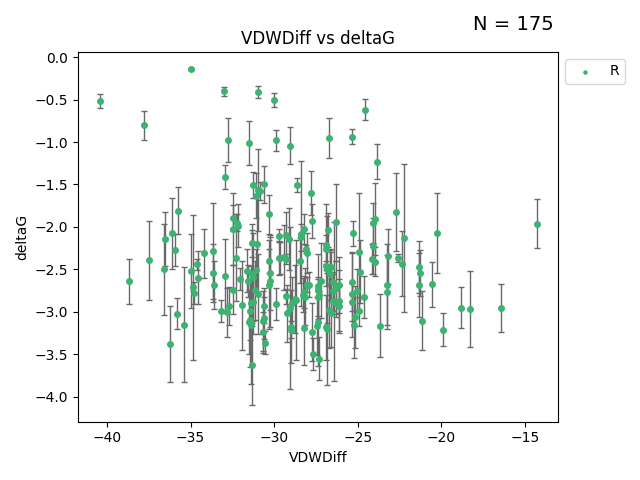 N = 175
VDWDiff vs deltaG
R
0.0
−0.5
−1.0
−1.5
−2.0
−2.5
−3.0
−3.5
−4.0
deltaG
−40 −35 −30 −25 −20 −15
VDWDiff